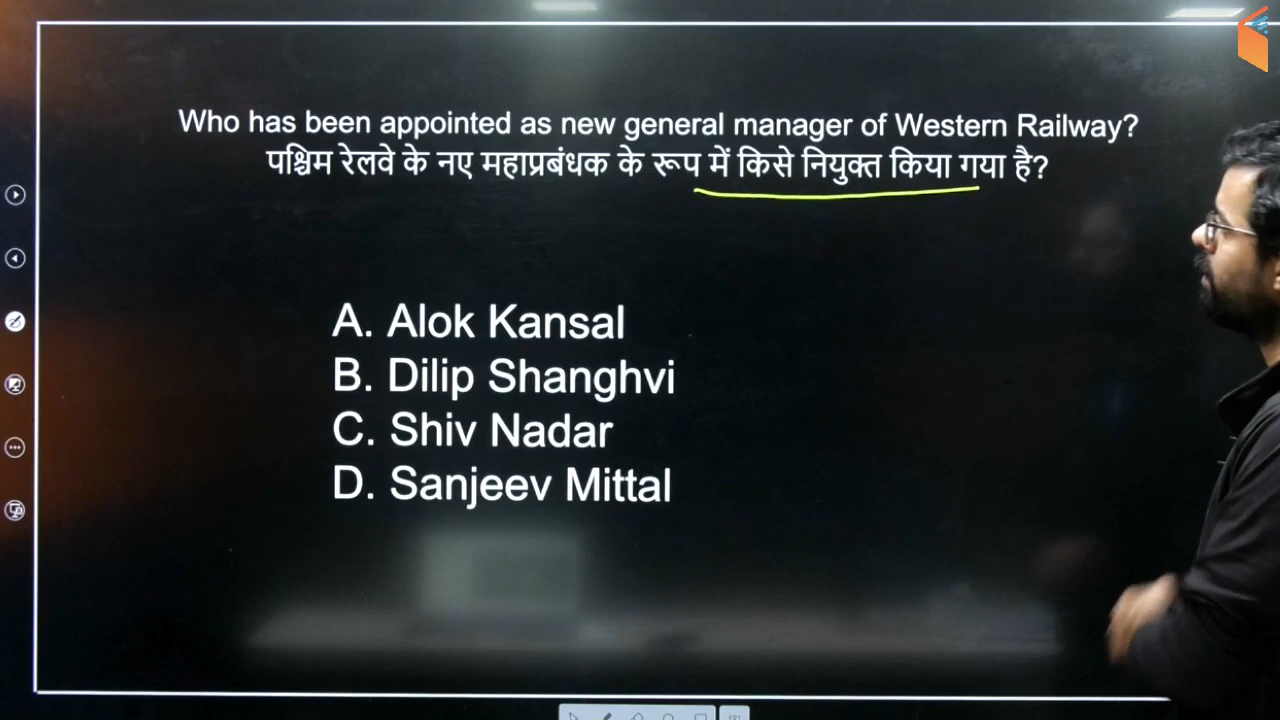 Who has been appointed as new general manager of Western Railway?
पश्चिम रेलवे के नए महाप्रबंधक के रूप में किसे नियुक्त किया गया है?
A. Alok Kansal
B. Dilip Shanghvi
C. Shiv Nadar
D. Sanjeev Mittal